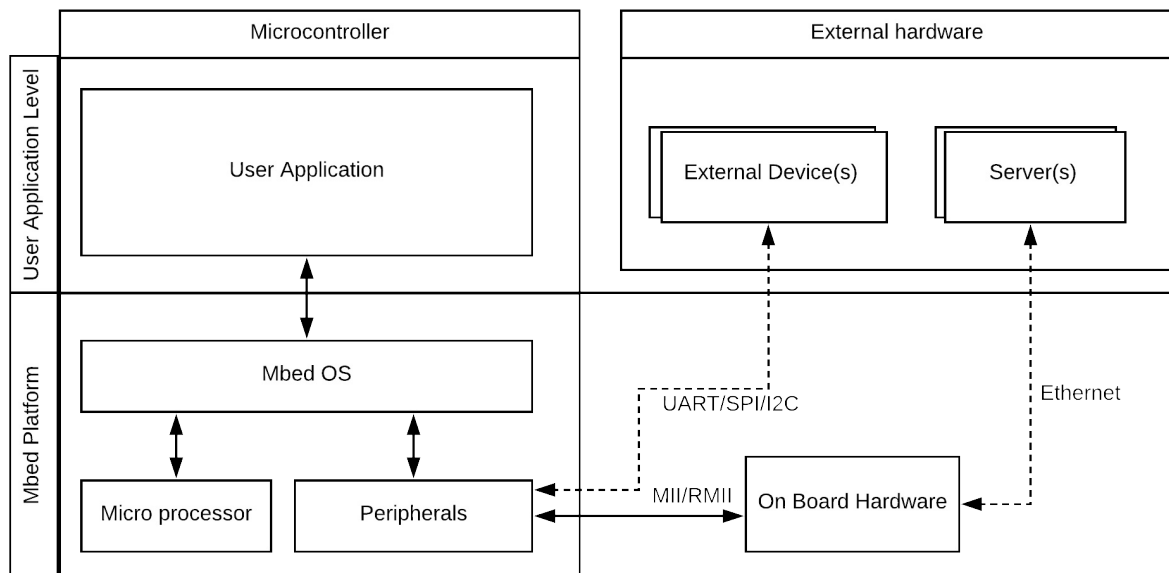 Microcontroller
External hardware
User Application Level
User Application
External Device(s)
Server(s)
Mbed Platform
Mbed OS
UART/SPI/I2C
Ethernet
Micro processor
Peripherals
MII/RMII
On Board Hardware